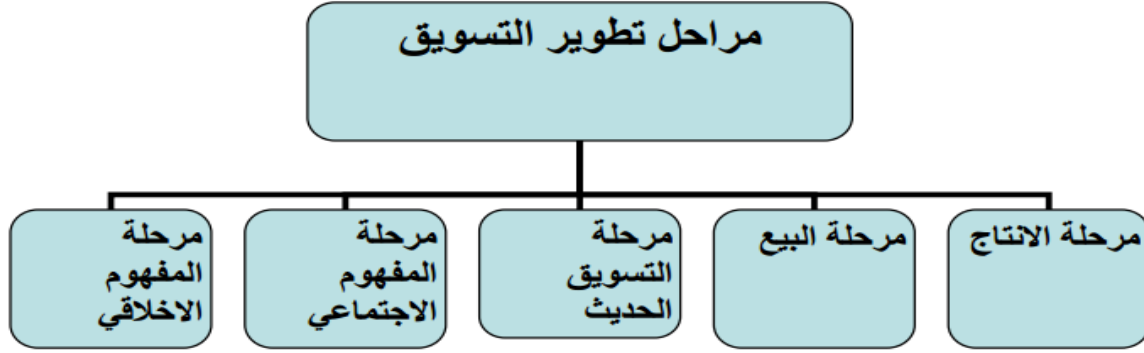 مراحل تطوير التسويق
مرحلة الانتاج
مرحلة البيع
مرحلة
التسويق
الحديث
مرحلة
المفهوم
الاجتماعي
مرحلة
المفهوم
الاخلاقي